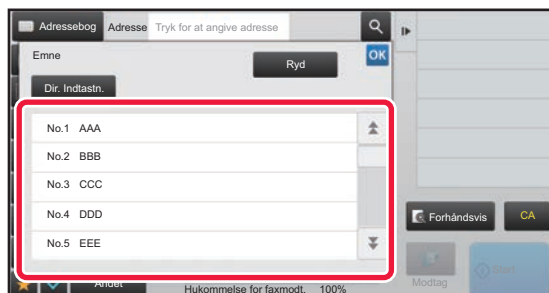 Adressebog Adresse Tryk for at angive adresse
Emne Ryd OK
Dir. Indtastn.
No.1 AAA
No.2 BBB
No.3 CCC
No.4 DDD
No.5 EEE
Forhåndsvis CA
Andet Hukommelse for faxmodt. 100% Modtag Start